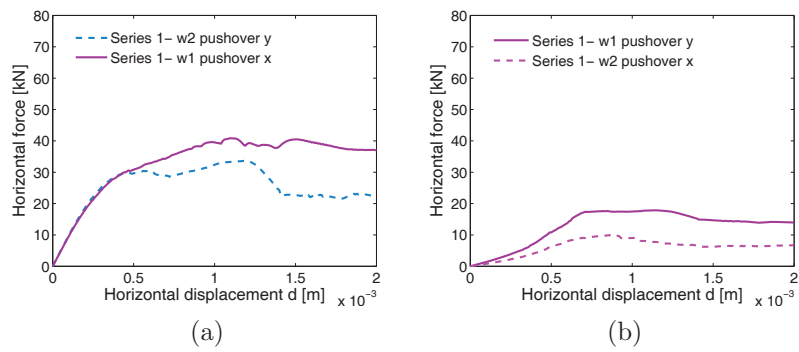 80
70
60
50
40
30
20
10
0
Horizontal force [kN]
Series 1− w2 pushover y
Series 1− w1 pushover x
0 0.5 1 1.5 2
Horizontal displacement d [m]
x 10⁻³
(a)
80
70
60
50
40
30
20
10
0
Horizontal force [kN]
Series 1− w1 pushover y
Series 1− w2 pushover x
0 0.5 1 1.5 2
Horizontal displacement d [m]
x 10⁻³
(b)